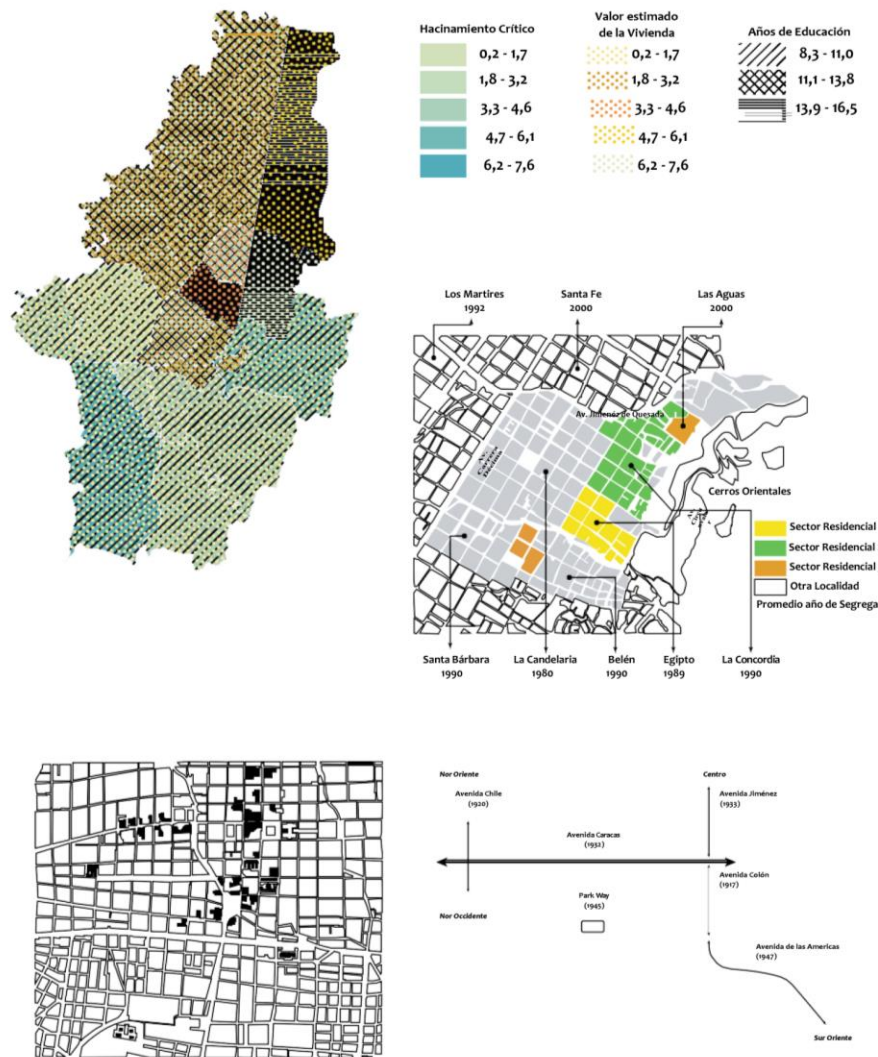 Hacinamiento Crítico
0,2 - 1,7
1,8 - 3,2
3,3 - 4,6
4,7 - 6,1
6,2 - 7,6
Valor estimado
de la Vivienda
0,2 - 1,7
1,8 - 3,2
3,3 - 4,6
4,7 - 6,1
6,2 - 7,6
Años de Educación
8,3 - 11,0
11,1 - 13,8
13,9 - 16,5
Los Martires
1992
Santa Fe
2000
Las Aguas
2000
Av. Jiménez de Quesada
Av.
Carrera
Decima
Cerros Orientales
Sector Residencial
Sector Residencial
Sector Residencial
Otra Localidad
Promedio año de Segrega
Santa Bárbara
1990
La Candelaria
1980
Belén
1990
Egipto
1989
La Concordia
1990
Nor Oriente
Avenida Chile
(1920)
Centro
Avenida Jiménez
(1933)
Avenida Caracas
(1932)
Avenida Colón
(1917)
Park Way
(1945)
Nor Occidente
Avenida de las Americas
(1947)
Sur Oriente